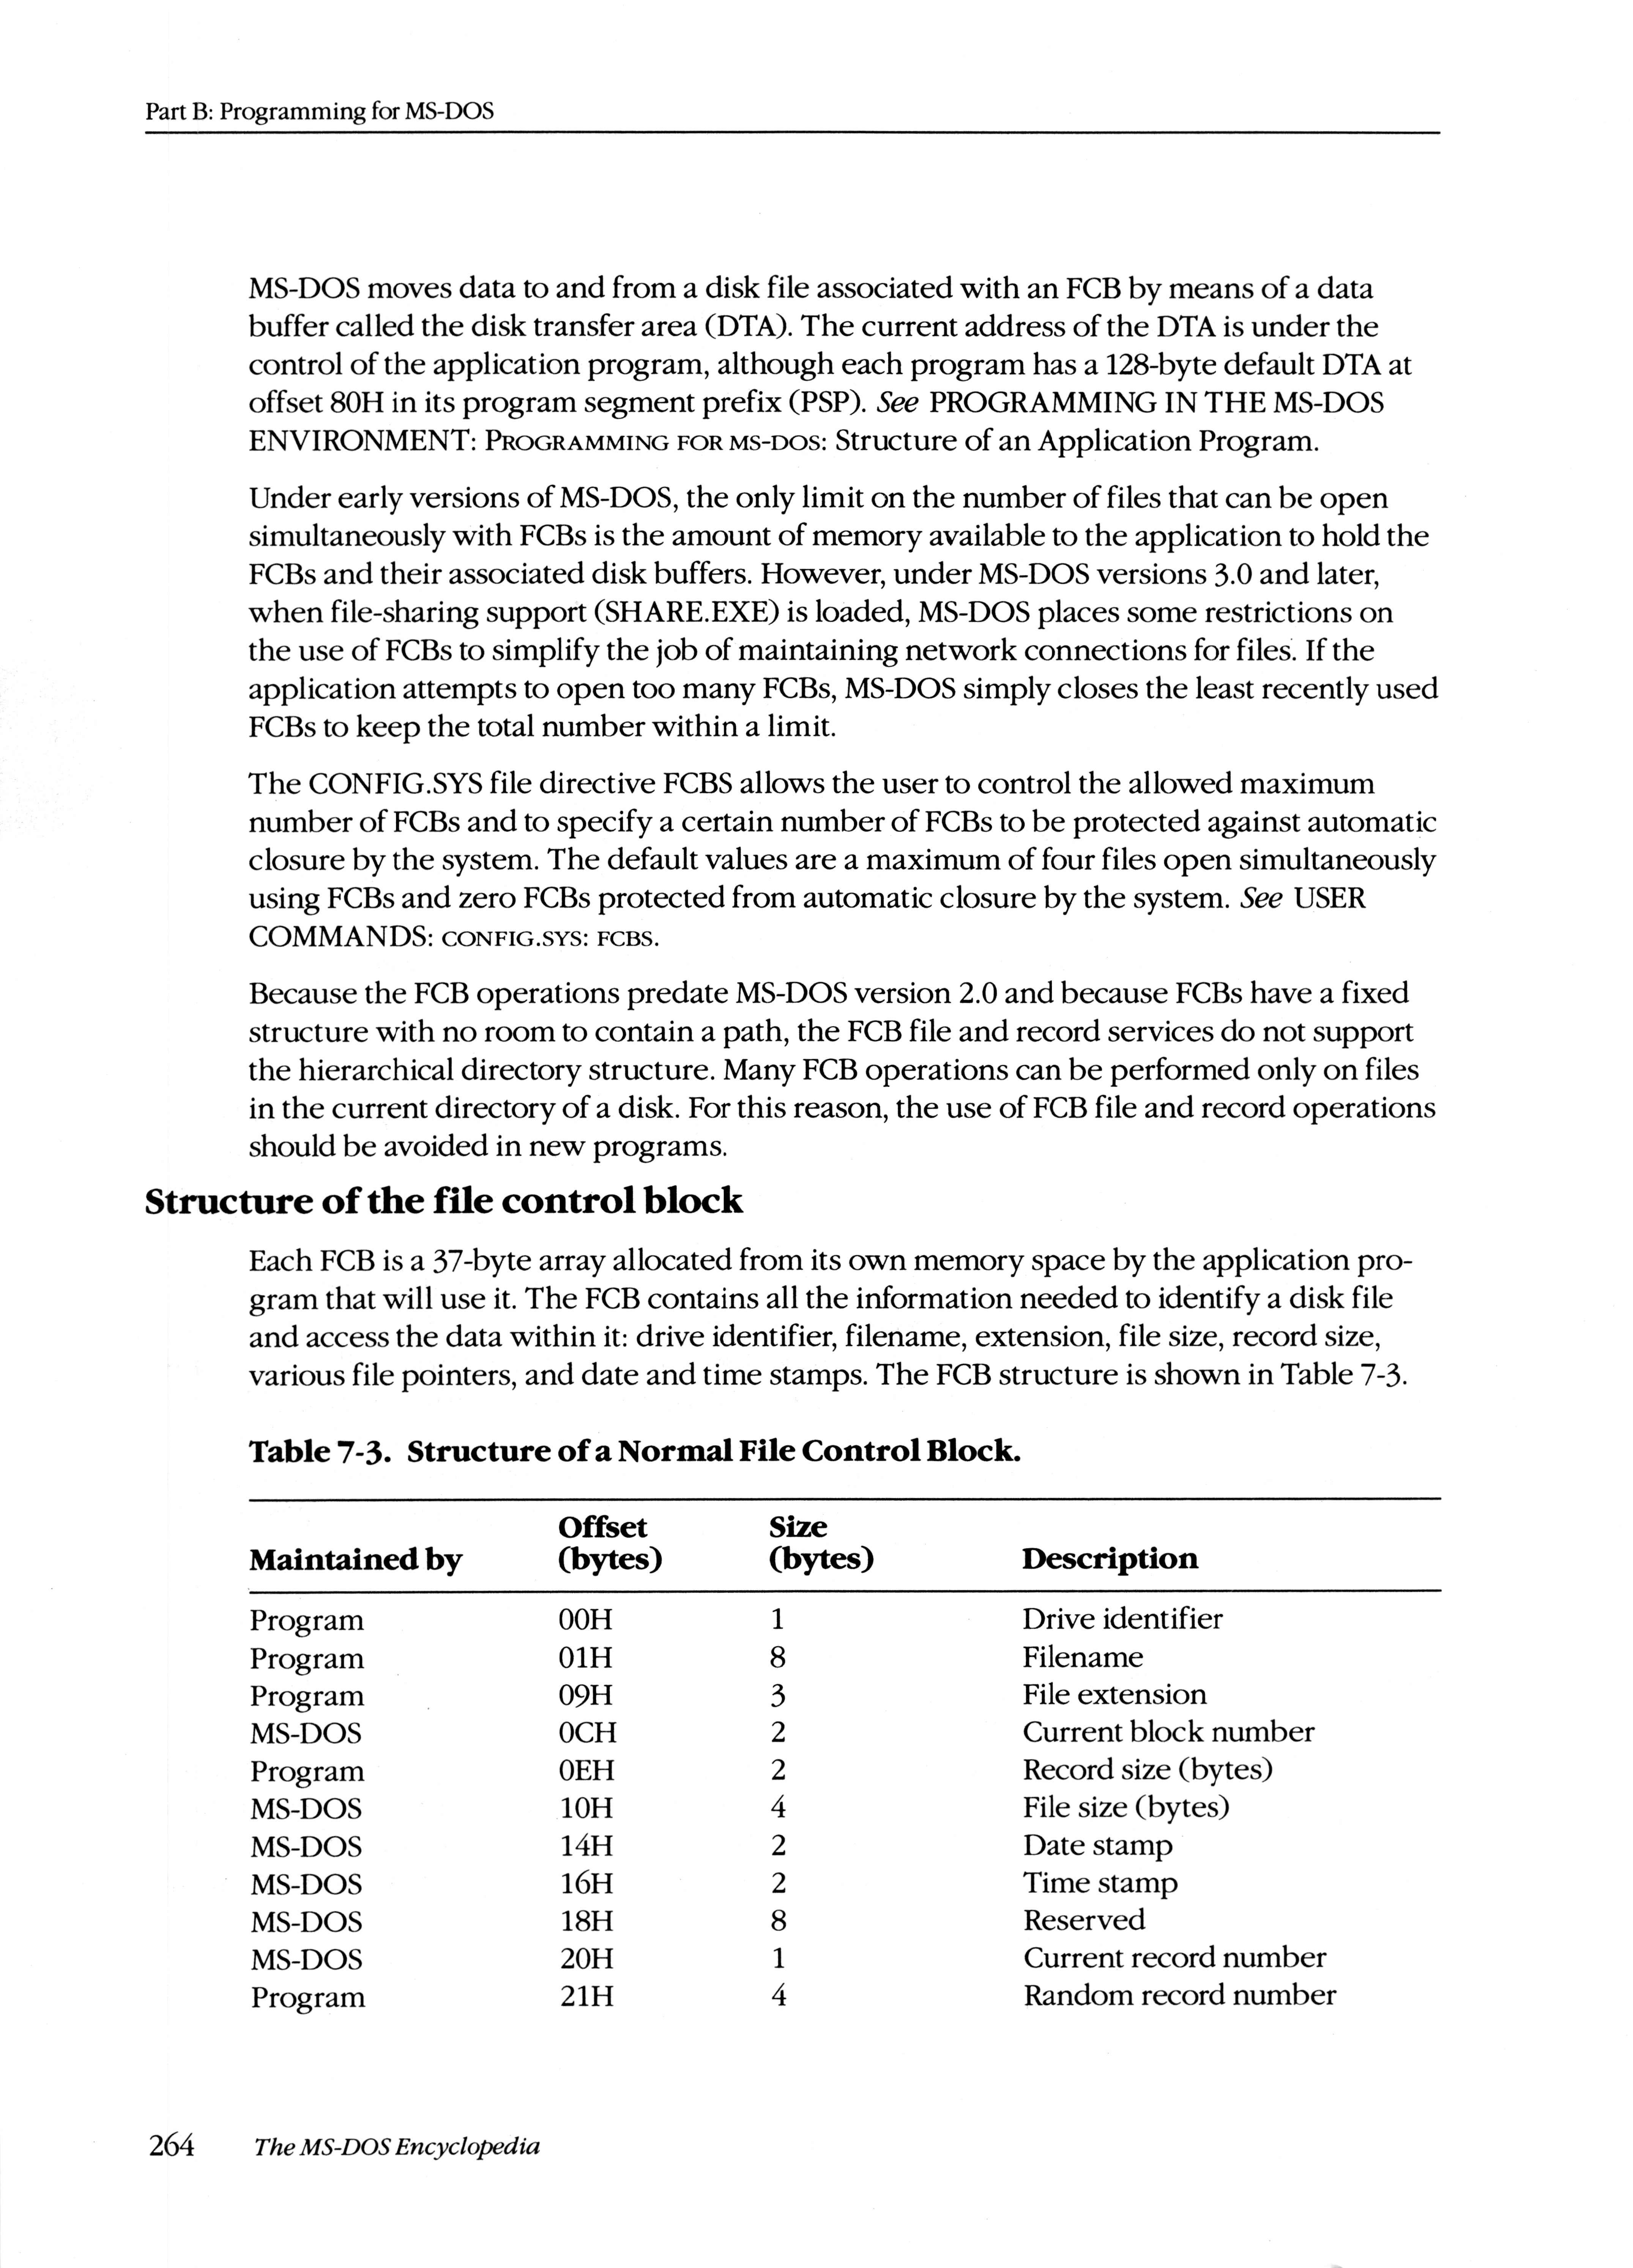 Part B: Programming for MS-DOS
MS-DOS moves data to and from a disk file associated with an FCB by means of a data
buffer called the disk transfer area (DTA). The current address of the DTA is under the
control of the application program, although each program has a 128-byte default DTA at
offset 80H in its program segment prefix (PSP). See PROGRAMMING IN THE MS-DOS
ENVIRONMENT: PROGRAMMING FOR MS-DOS: Structure of an Application Program.
Under early versions of MS-DOS, the only limit on the number of files that can be open
simultaneously with FCBs is the amount of memory available to the application to hold the
FCBs and their associated disk buffers. However, under MS-DOS versions 3.0 and later,
when file-sharing support (SHARE.EXE) is loaded, MS-DOS places some restrictions on
the use of FCBs to simplify the job of maintaining network connections for files. If the
application attempts to open too many FCBs, MS-DOS simply closes the least recently used
FCBs to keep the total number within a limit.
The CONFIG.SYS file directive FCBS allows the user to control the allowed maximum
number of FCBs and to specify a certain number of FCBs to be protected against automatic
closure by the system. The default values are a maximum of four files open simultaneously
using FCBs and zero FCBs protected from automatic closure by the system. See USER
COMMANDS: CONFIG.SYS: FCBS.
Because the FCB operations predate MS-DOS version 2.0 and because FCBs have a fixed
structure with no room to contain a path, the FCB file and record services do not support
the hierarchical directory structure. Many FCB operations can be performed only on files
in the current directory of a disk. For this reason, the use of FCB file and record operations
should be avoided in new programs.
Structure of the file control block
Each FCB is a 37-byte array allocated from its own memory space by the application pro-
gram that will use it. The FCB contains all the information needed to identify a disk file
and access the data within it: drive identifier, filename, extension, file size, record size,
various file pointers, and date and time stamps. The FCB structure is shown in Table 7-3.
Table 7-3. Structure of a Normal File Control Block.
Offset Size
Maintained by (bytes) (bytes) Description
Program 00H 1 Drive identifier
Program 01H 8 Filename
Program 09H 3 File extension
MS-DOS 0CH 2 Current block number
Program 0EH 2 Record size (bytes)
MS-DOS 10H 4 File size (bytes)
MS-DOS 14H 2 Date stamp
MS-DOS 16H 2 Time stamp
MS-DOS 18H 8 Reserved
MS-DOS 20H 1 Current record number
Program 21H 4 Random record number
264 The MS-DOS Encyclopedia